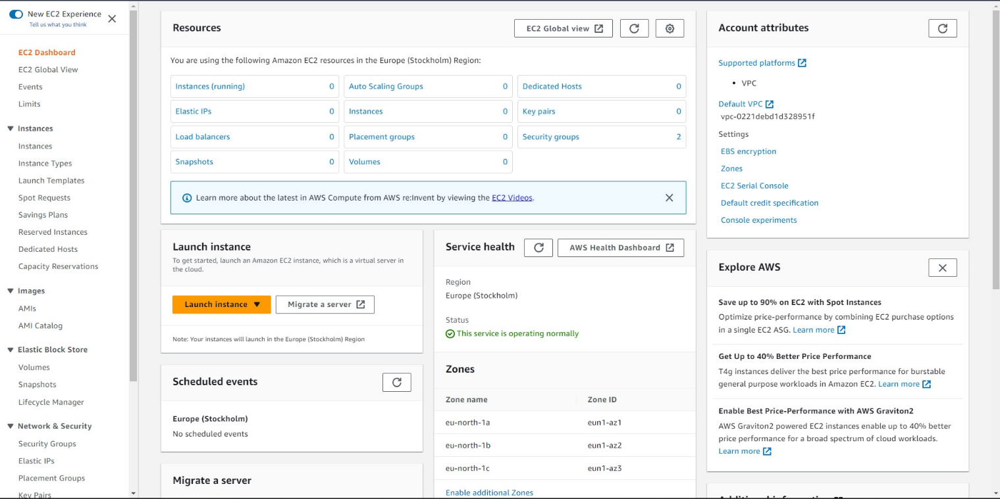 New EC2 Experience
Tell us what you think
EC2 Dashboard
EC2 Global View
Events
Limits
Instances
Instances
Instance Types
Launch Templates
Spot Requests
Savings Plans
Reserved Instances
Dedicated Hosts
Capacity Reservations
Images
AMIs
AMI Catalog
Elastic Block Store
Volumes
Snapshots
Lifecycle Manager
Network & Security
Security Groups
Elastic IPs
Placement Groups
Key Pairs
Resources
EC2 Global view
You are using the following Amazon EC2 resources in the Europe (Stockholm) Region:
Instances (running) 0
Auto Scaling Groups 0
Dedicated Hosts 0
Elastic IPs 0
Instances 0
Key pairs 0
Load balancers 0
Placement groups 0
Security groups 2
Snapshots 0
Volumes 0
Learn more about the latest in AWS Compute from AWS re:Invent by viewing the EC2 Videos.
Launch instance
To get started, launch an Amazon EC2 instance, which is a virtual server in
the cloud.
Launch instance
Migrate a server
Note: Your instances will launch in the Europe (Stockholm) Region
Scheduled events
Europe (Stockholm)
No scheduled events
Migrate a server
Service health
AWS Health Dashboard
Region
Europe (Stockholm)
Status
This service is operating normally
Zones
Zone name Zone ID
eu-north-1a eun1-az1
eu-north-1b eun1-az2
eu-north-1c eun1-az3
Enable additional Zones
Account attributes
Supported platforms
• VPC
Default VPC
vpc-0221debd1d328951f
Settings
EBS encryption
Zones
EC2 Serial Console
Default credit specification
Console experiments
Explore AWS
Save up to 90% on EC2 with Spot Instances
Optimize price-performance by combining EC2 purchase options
in a single EC2 ASG. Learn more
Get Up to 40% Better Price Performance
T4g instances deliver the best price performance for burstable
general purpose workloads in Amazon EC2. Learn more
Enable Best Price-Performance with AWS Graviton2
AWS Graviton2 powered EC2 instances enable up to 40% better
price performance for a broad spectrum of cloud workloads.
Learn more